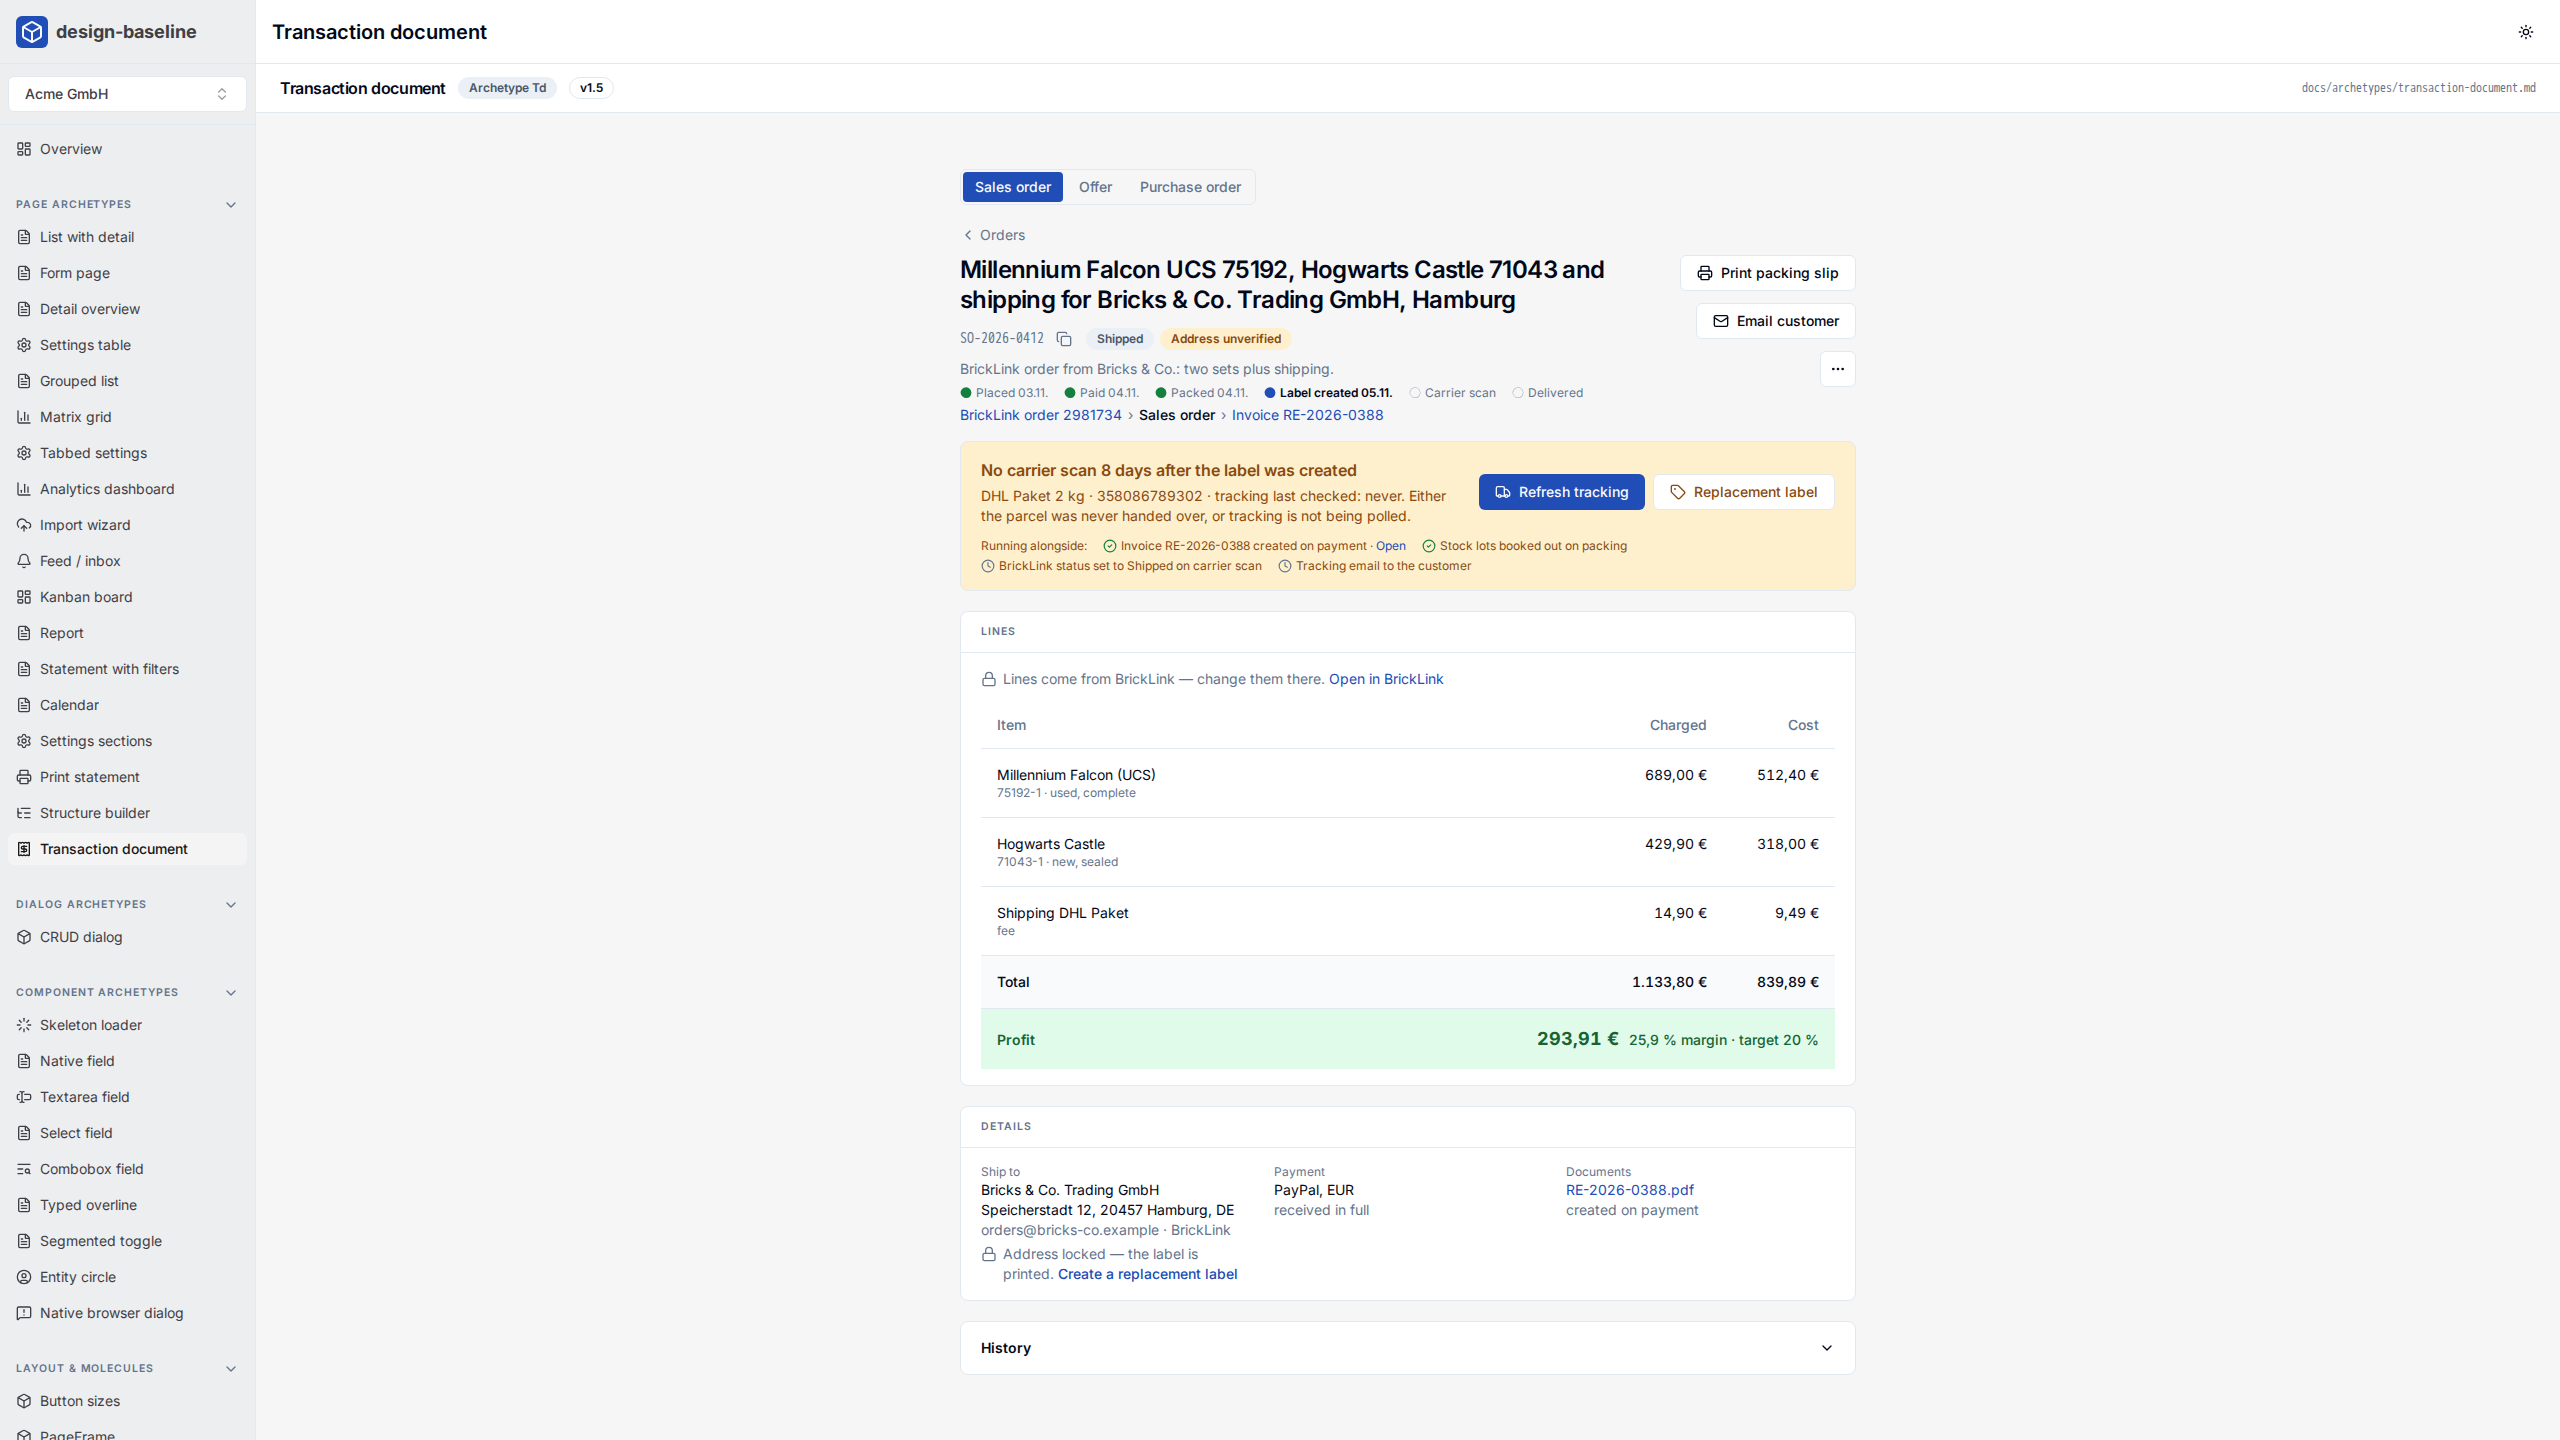 design-baseline
Transaction document
Acme GmbH
Transaction document
Archetype Td
v1.5
docs/archetypes/transaction-document.md
Overview
PAGE ARCHETYPES
List with detail
Form page
Detail overview
Settings table
Grouped list
Matrix grid
Tabbed settings
Analytics dashboard
Import wizard
Feed / inbox
Kanban board
Report
Statement with filters
Calendar
Settings sections
Print statement
Structure builder
Transaction document
DIALOG ARCHETYPES
CRUD dialog
COMPONENT ARCHETYPES
Skeleton loader
Native field
Textarea field
Select field
Combobox field
Typed overline
Segmented toggle
Entity circle
Native browser dialog
LAYOUT & MOLECULES
Button sizes
PageFrame
Sales order
Offer
Purchase order
Orders
Millennium Falcon UCS 75192, Hogwarts Castle 71043 and
shipping for Bricks & Co. Trading GmbH, Hamburg
Print packing slip
Email customer
SO-2026-0412
Shipped
Address unverified
BrickLink order from Bricks & Co.: two sets plus shipping.
Placed 03.11. Paid 04.11. Packed 04.11. Label created 05.11. Carrier scan Delivered
BrickLink order 2981734 › Sales order › Invoice RE-2026-0388
No carrier scan 8 days after the label was created
DHL Paket 2 kg · 358086789302 · tracking last checked: never. Either
the parcel was never handed over, or tracking is not being polled.
Refresh tracking
Replacement label
Running alongside: Invoice RE-2026-0388 created on payment · Open Stock lots booked out on packing
BrickLink status set to Shipped on carrier scan Tracking email to the customer
LINES
Lines come from BrickLink — change them there. Open in BrickLink
Item Charged Cost
Millennium Falcon (UCS) 689,00 € 512,40 €
75192-1 · used, complete
Hogwarts Castle 429,90 € 318,00 €
71043-1 · new, sealed
Shipping DHL Paket 14,90 € 9,49 €
fee
Total 1.133,80 € 839,89 €
Profit 293,91 € 25,9 % margin · target 20 %
DETAILS
Ship to
Bricks & Co. Trading GmbH
Speicherstadt 12, 20457 Hamburg, DE
orders@bricks-co.example · BrickLink
Address locked — the label is
printed. Create a replacement label
Payment
PayPal, EUR
received in full
Documents
RE-2026-0388.pdf
created on payment
History